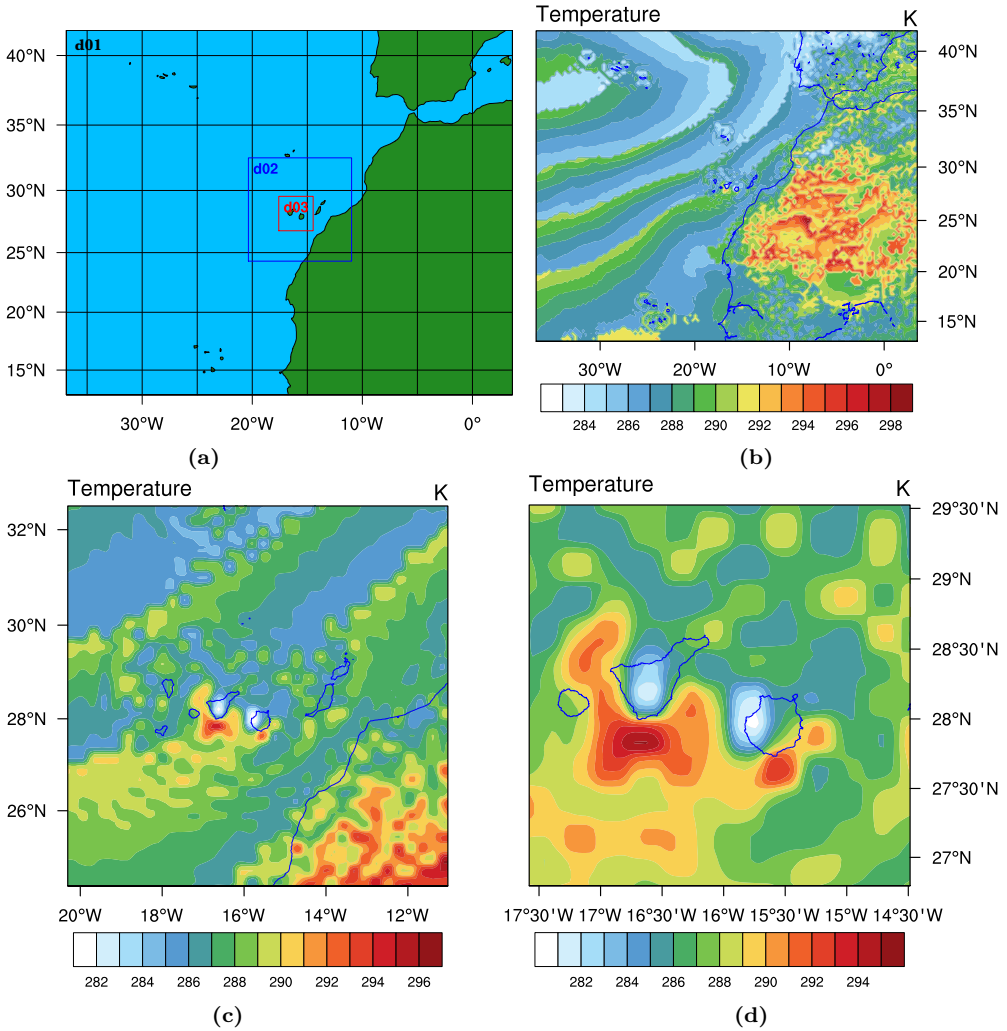 d01
40°N
35°N
30°N
25°N
20°N
15°N
d02
d03
30°W
20°W
10°W
0°
(a)
Temperature
K
40°N
35°N
30°N
25°N
20°N
15°N
30°W
20°W
10°W
0°
284
286
288
290
292
294
296
298
(b)
Temperature
K
32°N
30°N
28°N
26°N
20°W
18°W
16°W
14°W
12°W
282
284
286
288
290
292
294
296
(c)
Temperature
K
29°30'N
29°N
28°30'N
28°N
27°30'N
27°N
17°30'W
17°W
16°30'W
16°W
15°30'W
15°W
14°30'W
282
284
286
288
290
292
294
(d)